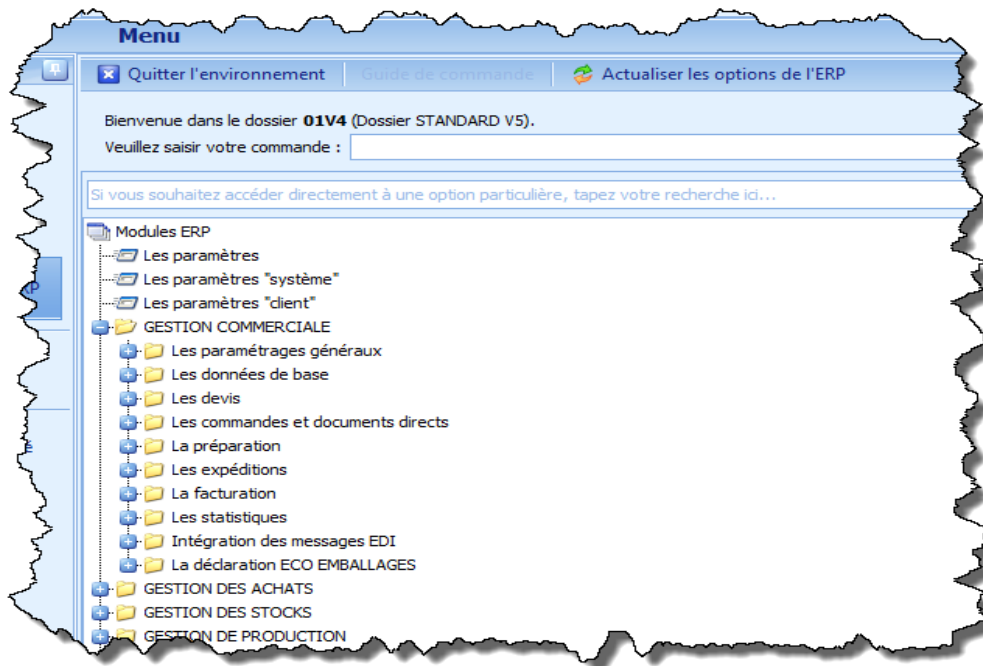 Menu
Quitter l'environnement Guide de commande Actualiser les options de l'ERP
Bienvenue dans le dossier 01V4 (Dossier STANDARD V5).
Veuillez saisir votre commande :
Si vous souhaitez accéder directement à une option particulière, tapez votre recherche ici...
Modules ERP
Les paramètres
Les paramètres "système"
Les paramètres "client"
GESTION COMMERCIALE
Les paramétrages généraux
Les données de base
Les devis
Les commandes et documents directs
La préparation
Les expéditions
La facturation
Les statistiques
Intégration des messages EDI
La déclaration ECO EMBALLAGES
GESTION DES ACHATS
GESTION DES STOCKS
GESTION DE PRODUCTION